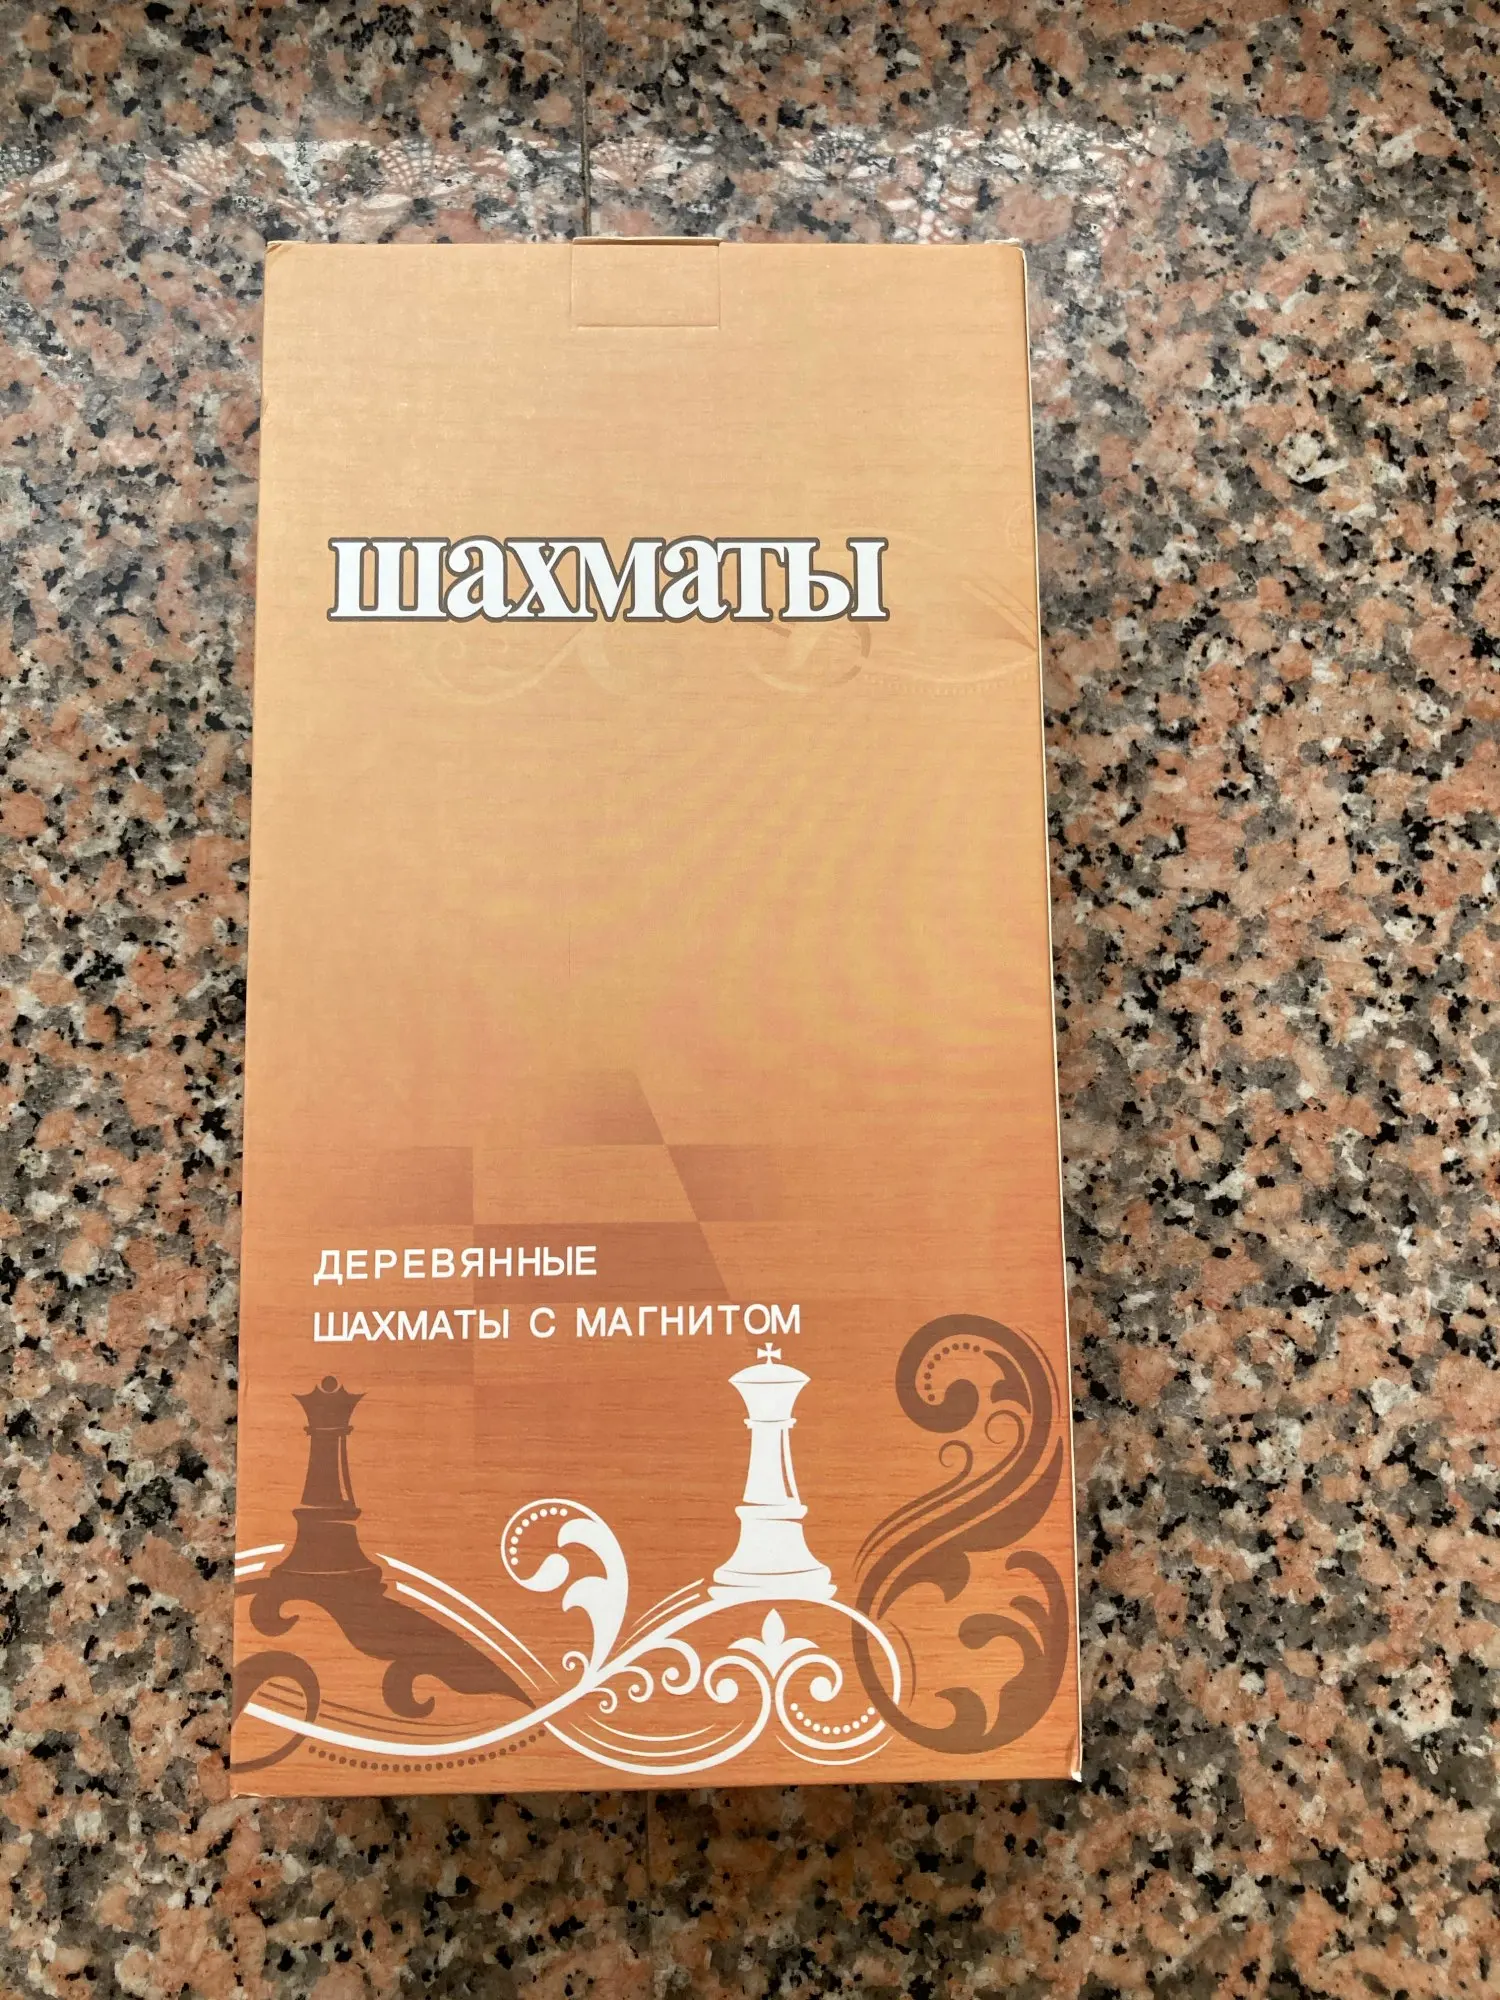 шахматы
ДЕРЕВЯННЫЕ
ШАХМАТЫ С МАГНИТОМ